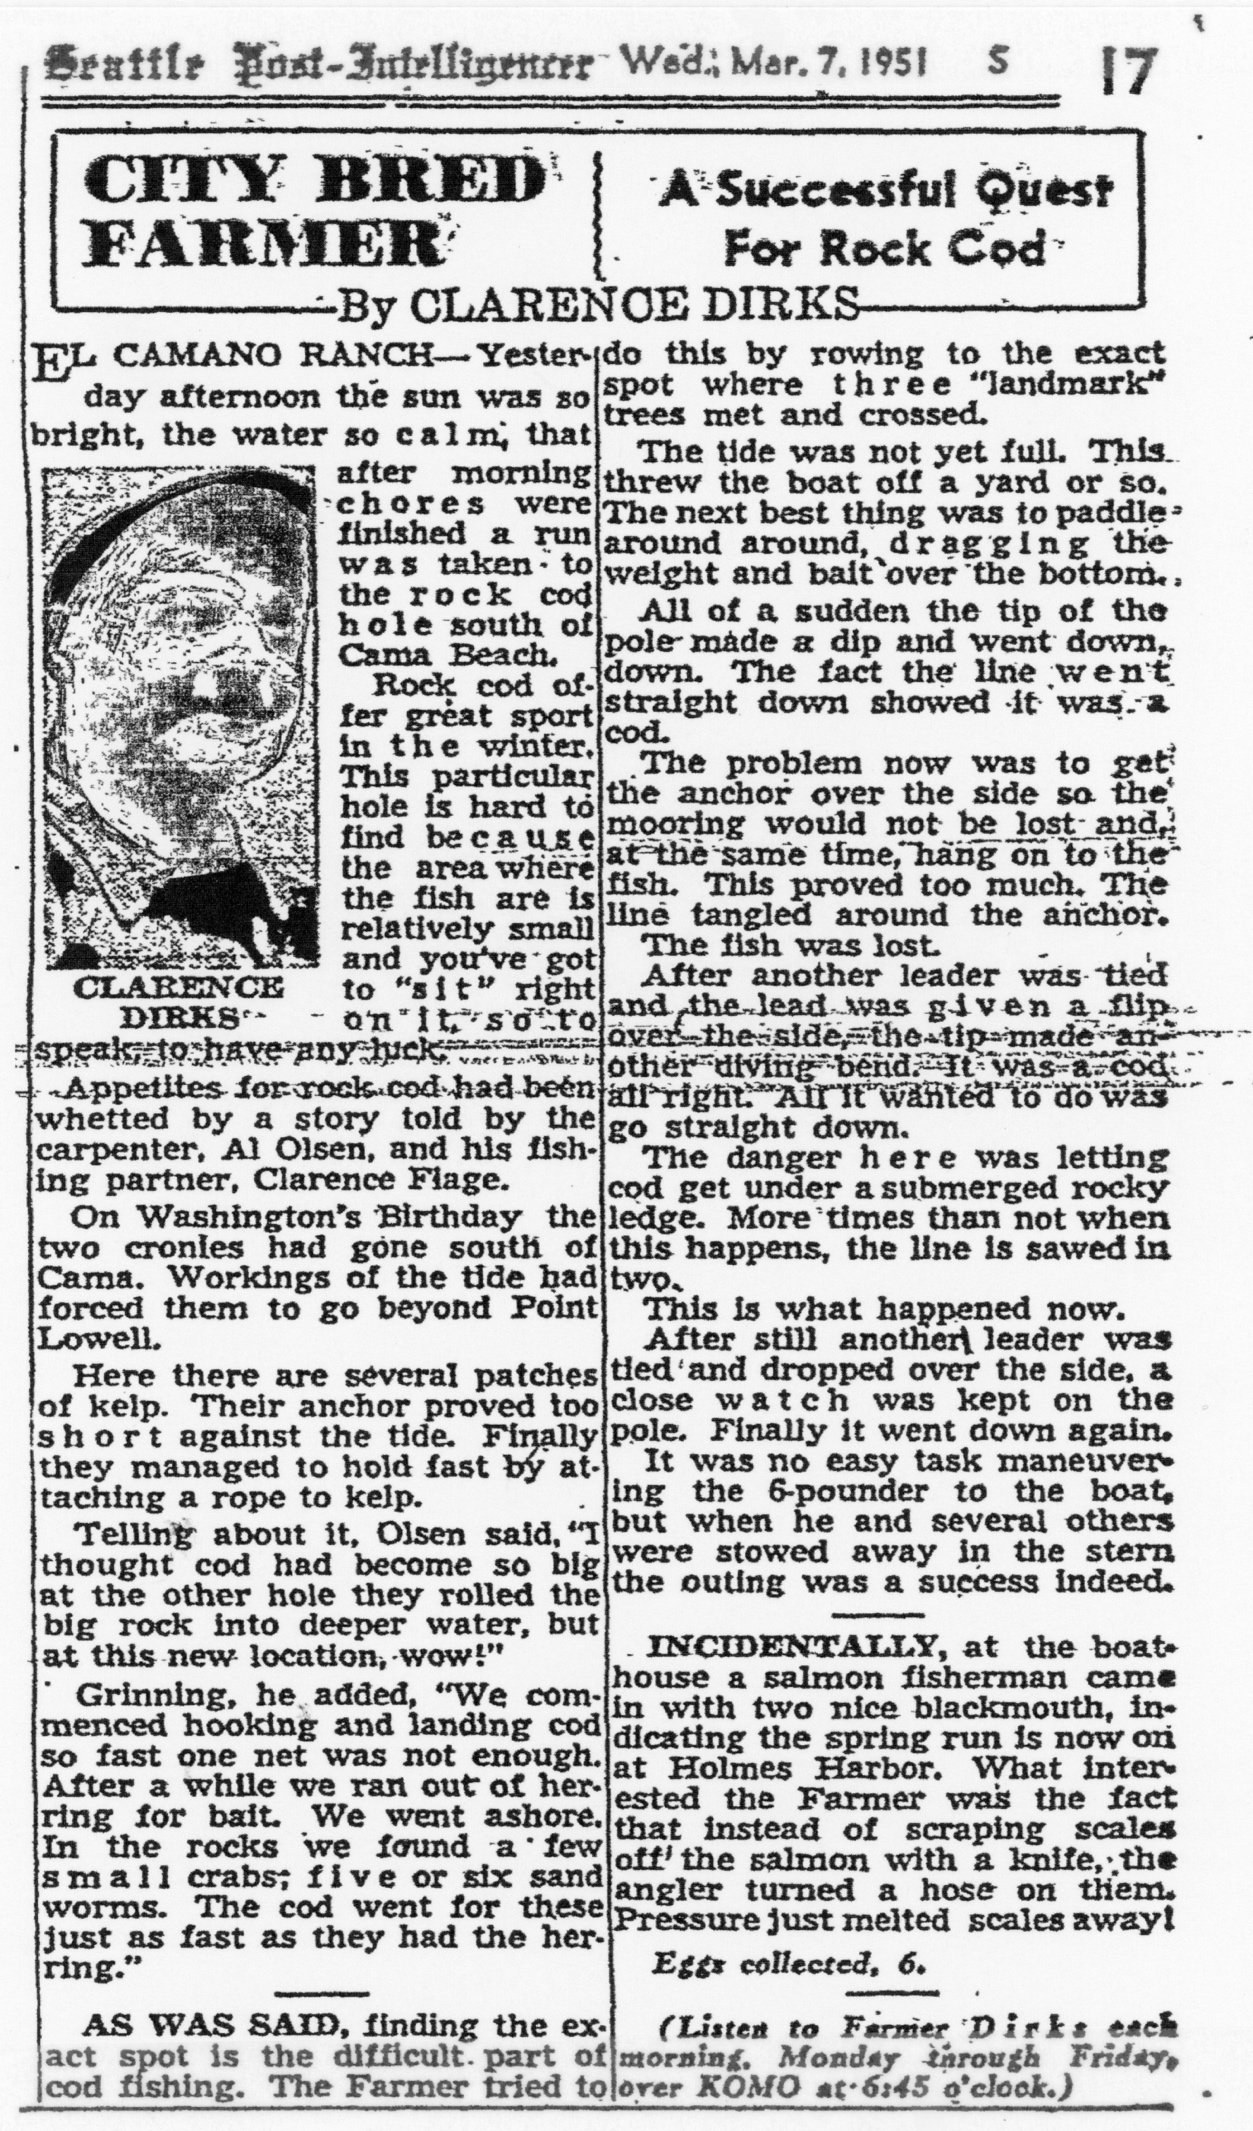 Seattle Post-Intelligencer Wed., Mar. 7, 1951 S 17
CITY BRED
FARMER
A Successful Quest
For Rock Cod
By CLARENCE DIRKS
EL CAMANO RANCH—Yester-
day afternoon the sun was so
bright, the water so calm, that
after morning
chores were
finished a run
was taken to
the rock cod
hole south of
Cama Beach.
Rock cod of-
fer great sport
in the winter.
This particular
hole is hard to
find because
the area where
the fish are is
relatively small
and you've got
to "sit" right
on it, so to
speak, to have any luck.
CLARENCE
DIRKS
Appetites for rock cod had been
whetted by a story told by the
carpenter, Al Olsen, and his fish-
ing partner, Clarence Flage.
On Washington's Birthday the
two cronies had gone south of
Cama. Workings of the tide had
forced them to go beyond Point
Lowell.
Here there are several patches
of kelp. Their anchor proved too
short against the tide. Finally
they managed to hold fast by at-
taching a rope to kelp.
Telling about it, Olsen said, "I
thought cod had become so big
at the other hole they rolled the
big rock into deeper water, but
at this new location, wow!"
Grinning, he added, "We com-
menced hooking and landing cod
so fast one net was not enough.
After a while we ran out of her-
ring for bait. We went ashore.
In the rocks we found a few
small crabs; five or six sand
worms. The cod went for these
just as fast as they had the her-
ring."
AS WAS SAID, finding the ex-
act spot is the difficult part of
cod fishing. The Farmer tried to
do this by rowing to the exact
spot where three "landmark"
trees met and crossed.
The tide was not yet full. This
threw the boat off a yard or so.
The next best thing was to paddle
around around, dragging the
weight and bait over the bottom.
All of a sudden the tip of the
pole made a dip and went down,
down. The fact the line went
straight down showed it was a
cod.
The problem now was to get
the anchor over the side so the
mooring would not be lost and,
at the same time, hang on to the
fish. This proved too much. The
line tangled around the anchor.
The fish was lost.
After another leader was tied
and the lead was given a flip
over the side, the tip made an-
other diving bend. It was a cod
all right. All it wanted to do was
go straight down.
The danger here was letting
cod get under a submerged rocky
ledge. More times than not when
this happens, the line is sawed in
two.
This is what happened now.
After still another leader was
tied and dropped over the side, a
close watch was kept on the
pole. Finally it went down again.
It was no easy task maneuver-
ing the 6-pounder to the boat,
but when he and several others
were stowed away in the stern
the outing was a success indeed.
INCIDENTALLY, at the boat-
house a salmon fisherman came
in with two nice blackmouth, in-
dicating the spring run is now on
at Holmes Harbor. What inter-
ested the Farmer was the fact
that instead of scraping scales
off the salmon with a knife, the
angler turned a hose on them.
Pressure just melted scales away!
Eggs collected, 6.
(Listen to Farmer Dirks each
morning, Monday through Friday,
over KOMO at 6:45 o'clock.)